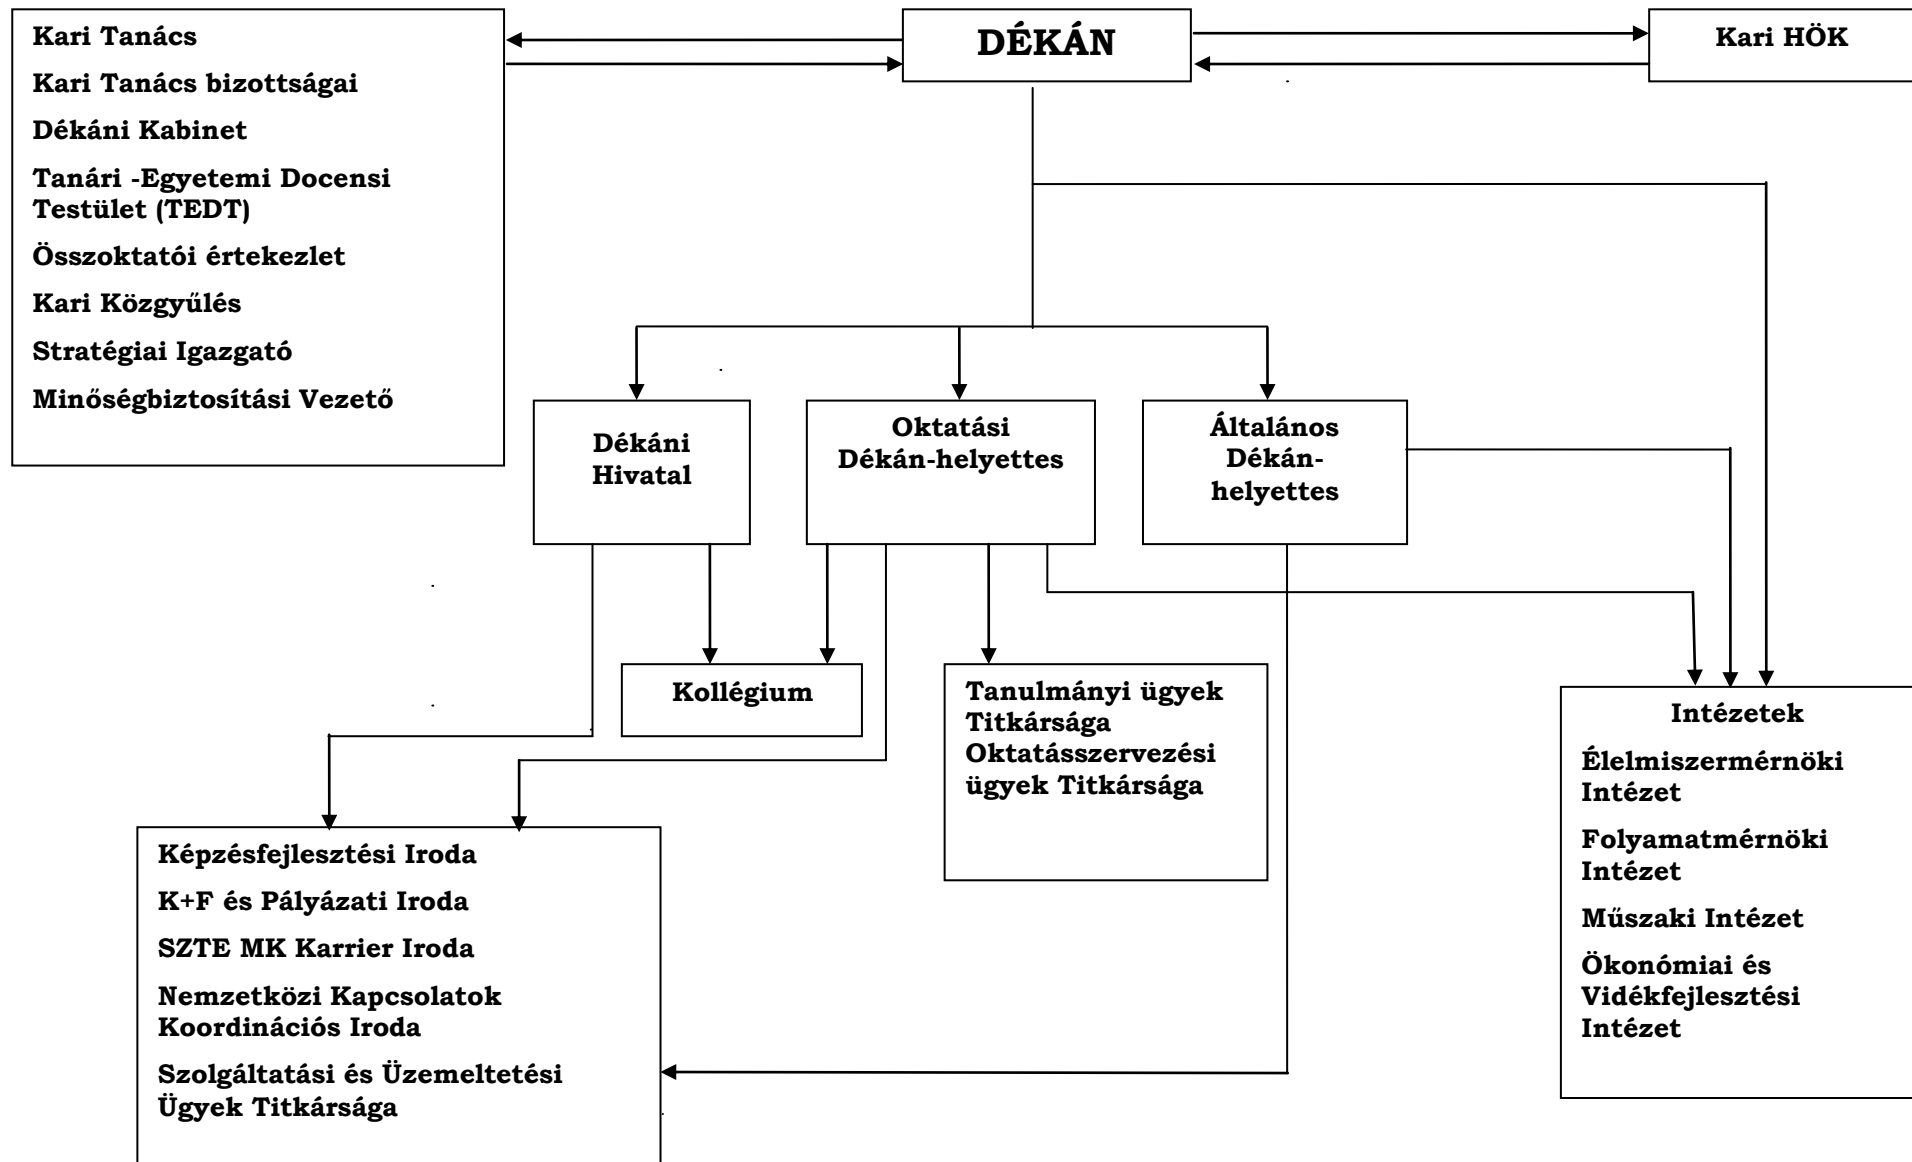 Kari Tanács
Kari Tanács bizottságai
Dékáni Kabinet
Tanári -Egyetemi Docensi
Testület (TEDT)
Összoktatói értekezlet
Kari Közgyűlés
Stratégiai Igazgató
Minőségbiztosítási Vezető
DÉKÁN
Kari HÖK
Dékáni
Hivatal
Oktatási
Dékán-helyettes
Általános
Dékán-
helyettes
Kollégium
Tanulmányi ügyek
Titkársága
Oktatásszervezési
ügyek Titkársága
Intézetek
Élelmiszermérnöki
Intézet
Folyamatmérnöki
Intézet
Műszaki Intézet
Ökonómiai és
Vidékfejlesztési
Intézet
Képzésfejlesztési Iroda
K+F és Pályázati Iroda
SZTE MK Karrier Iroda
Nemzetközi Kapcsolatok
Koordinációs Iroda
Szolgáltatási és Üzemeltetési
Ügyek Titkársága